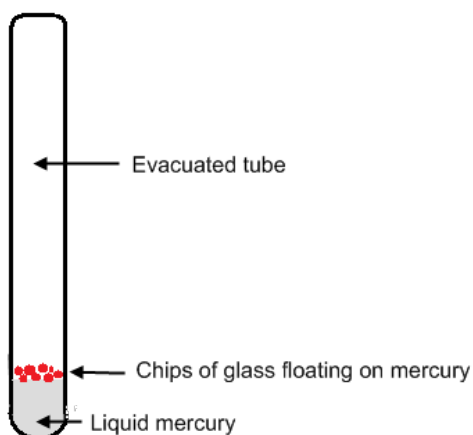 Evacuated tube
Chips of glass floating on mercury
Liquid mercury